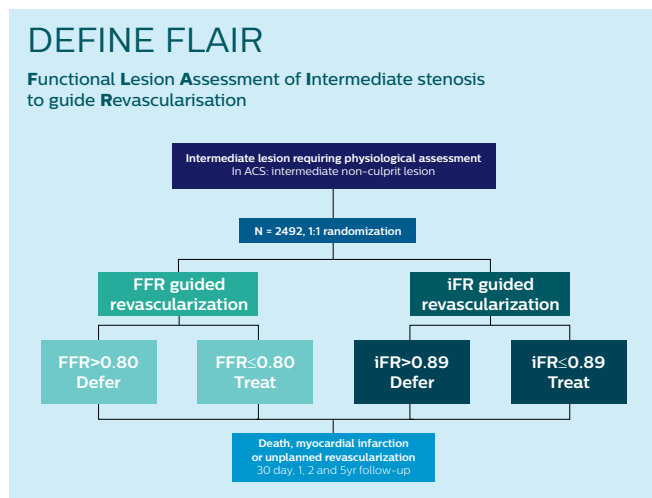 DEFINE FLAIR
Functional Lesion Assessment of Intermediate stenosis
to guide Revascularisation
Intermediate lesion requiring physiological assessment
In ACS: intermediate non-culprit lesion
N = 2492, 1:1 randomization
FFR guided
revascularization
iFR guided
revascularization
FFR>0.80
Defer
FFR≤0.80
Treat
iFR>0.89
Defer
iFR≤0.89
Treat
Death, myocardial infarction
or unplanned revascularization
30 day, 1, 2 and 5yr follow-up